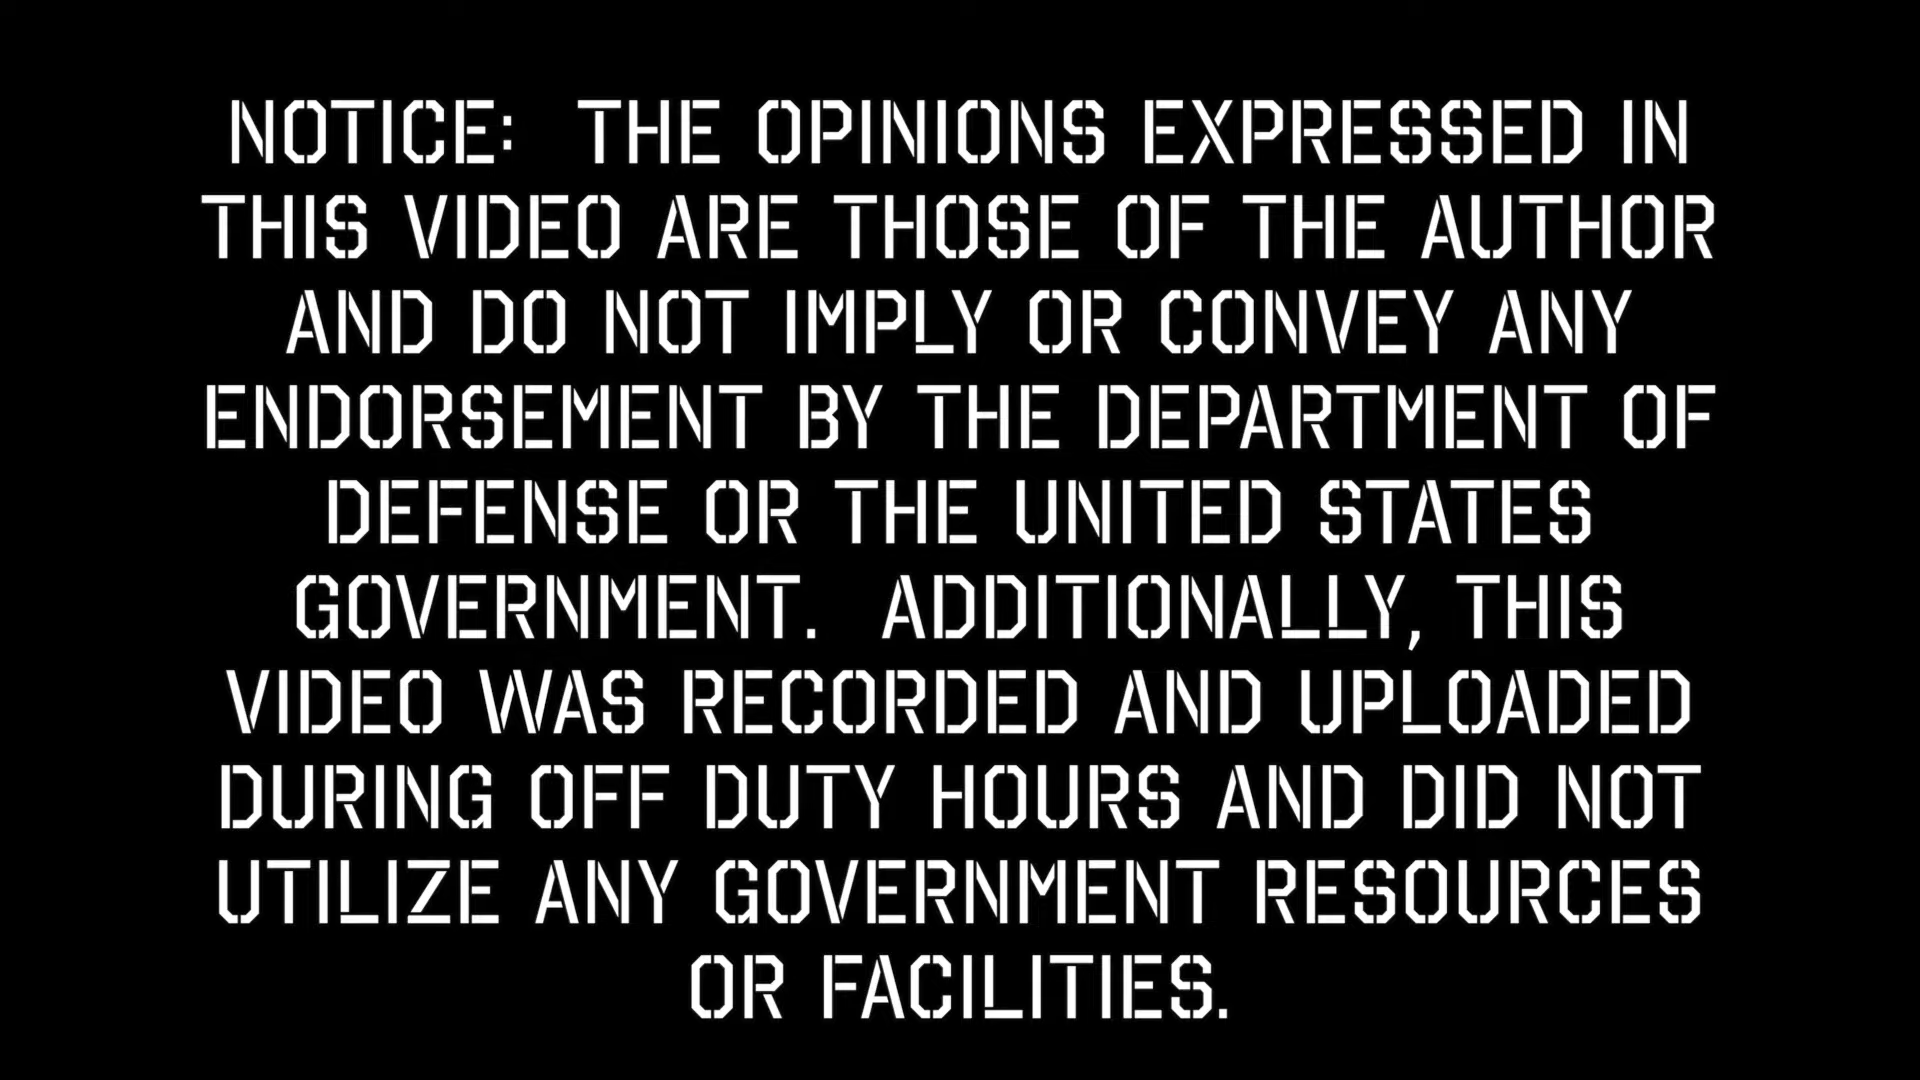 NOTICE:  THE OPINIONS EXPRESSED IN
THIS VIDEO ARE THOSE OF THE AUTHOR
AND DO NOT IMPLY OR CONVEY ANY
ENDORSEMENT BY THE DEPARTMENT OF
DEFENSE OR THE UNITED STATES
GOVERNMENT.  ADDITIONALLY, THIS
VIDEO WAS RECORDED AND UPLOADED
DURING OFF DUTY HOURS AND DID NOT
UTILIZE ANY GOVERNMENT RESOURCES
OR FACILITIES.